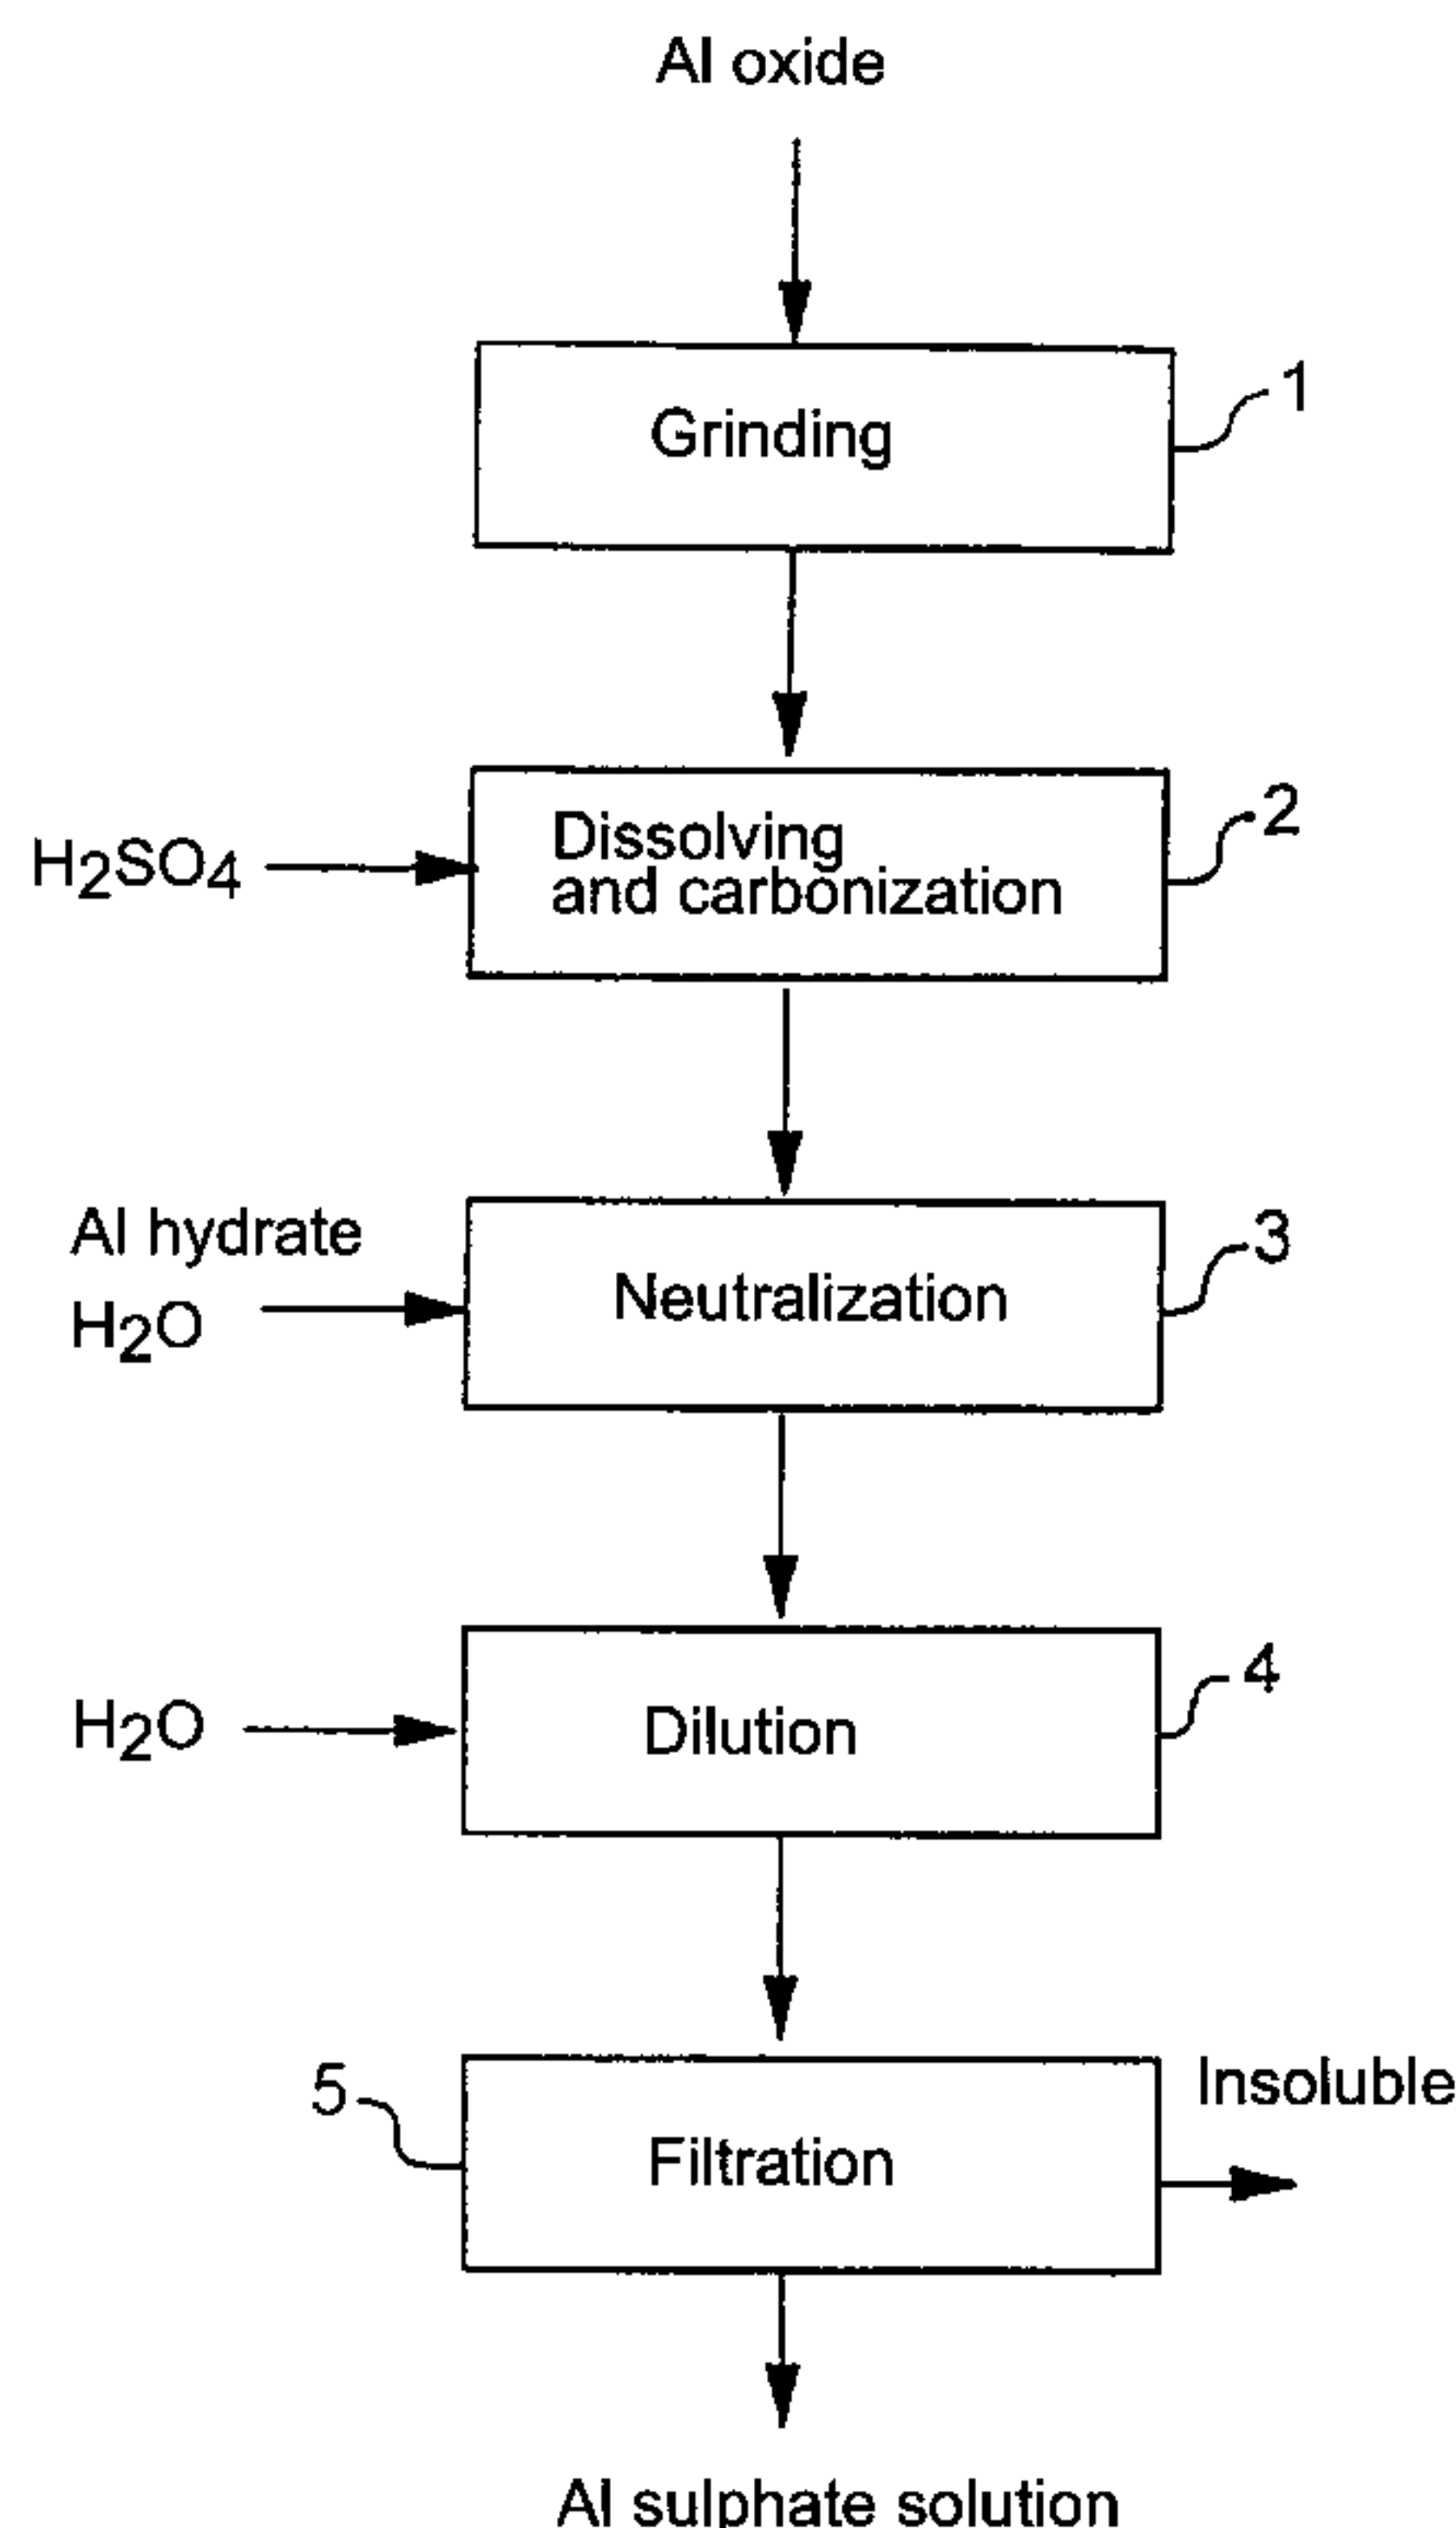 Al oxide
Grinding
1
Dissolving
and carbonization
2
H2SO4
Al hydrate
H2O
Neutralization
3
H2O
Dilution
4
5
Filtration
Insoluble
Al sulphate solution